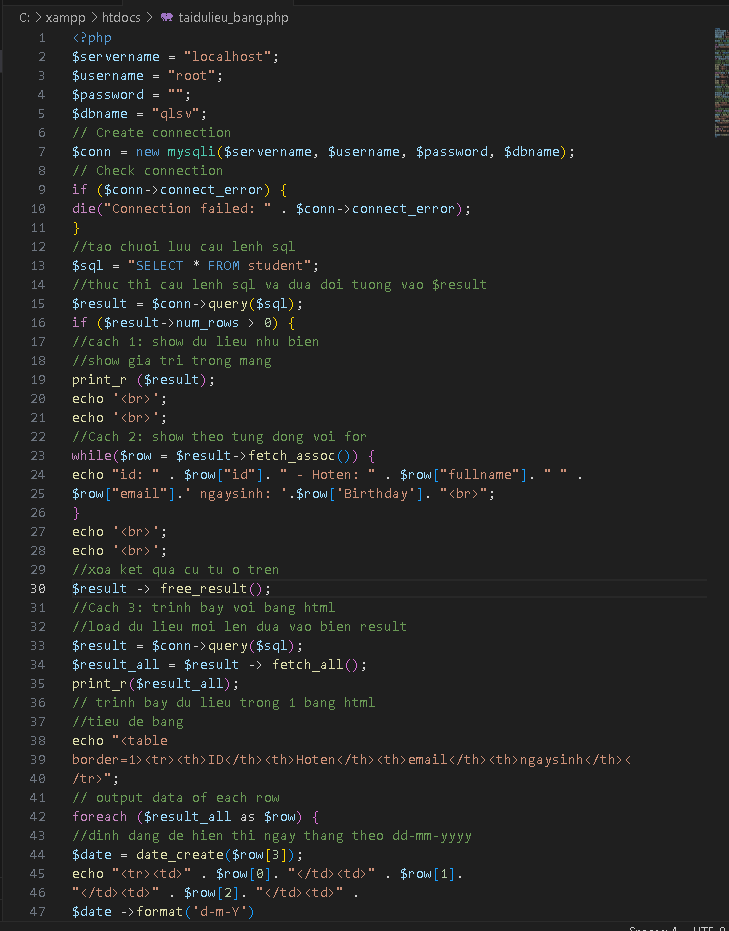 C: > xampp > htdocs > taidulieu_bang.php
1 <?php
2 $servername = "localhost";
3 $username = "root";
4 $password = "";
5 $dbname = "qlsv";
6 // Create connection
7 $conn = new mysqli($servername, $username, $password, $dbname);
8 // Check connection
9 if ($conn->connect_error) {
10 die("Connection failed: " . $conn->connect_error);
11 }
12 //tao chuoi luu cau lenh sql
13 $sql = "SELECT * FROM student";
14 //thuc thi cau lenh sql va dua doi tuong vao $result
15 $result = $conn->query($sql);
16 if ($result->num_rows > 0) {
17 //cach 1: show du lieu nhu bien
18 //show gia tri trong mang
19 print_r ($result);
20 echo '<br>';
21 echo '<br>';
22 //Cach 2: show theo tung dong voi for
23 while($row = $result->fetch_assoc()) {
24 echo "id: " . $row["id"]. " - Hoten: " . $row["fullname"]. " " .
25 $row["email"].' ngaysinh: '.$row['Birthday']. "<br>";
26 }
27 echo '<br>';
28 echo '<br>';
29 //xoa ket qua cu tu o tren
30 $result -> free_result();
31 //Cach 3: trinh bay voi bang html
32 //load du lieu moi len dua vao bien result
33 $result = $conn->query($sql);
34 $result_all = $result -> fetch_all();
35 print_r($result_all);
36 // trinh bay du lieu trong 1 bang html
37 //tieu de bang
38 echo "<table
39 border=1><tr><th>ID</th><th>Hoten</th><th>email</th><th>ngaysinh</th><
40 /tr>";
41 // output data of each row
42 foreach ($result_all as $row) {
43 //dinh dang de hien thi ngay thang theo dd-mm-yyyy
44 $date = date_create($row[3]);
45 echo "<tr><td>" . $row[0]. "</td><td>" . $row[1].
46 "</td><td>" . $row[2]. "</td><td>" .
47 $date ->format('d-m-Y')